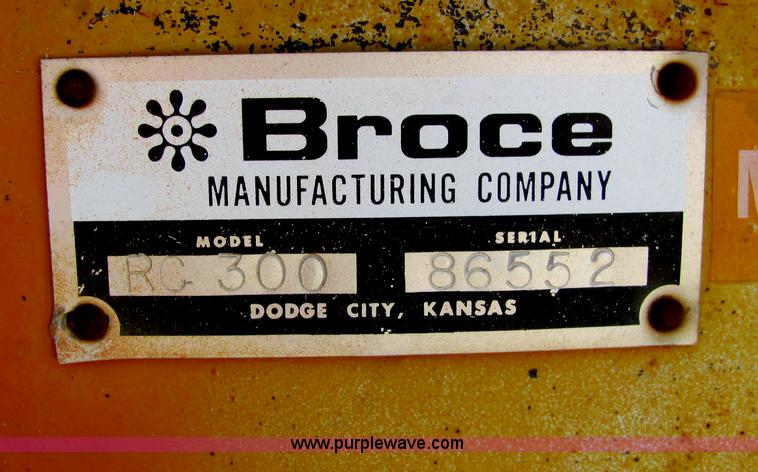 Broce
MANUFACTURING COMPANY
MODEL SERIAL
RC 300 86552
DODGE CITY, KANSAS
M
www.purplewave.com